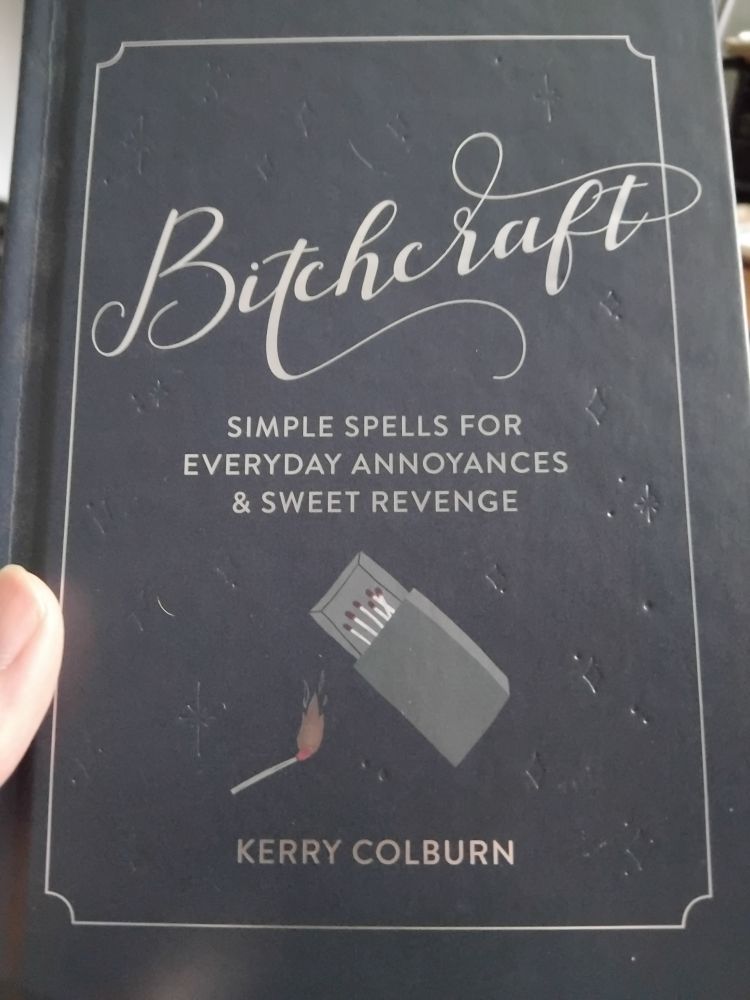 Bitchcraft
SIMPLE SPELLS FOR
EVERYDAY ANNOYANCES
& SWEET REVENGE
KERRY COLBURN